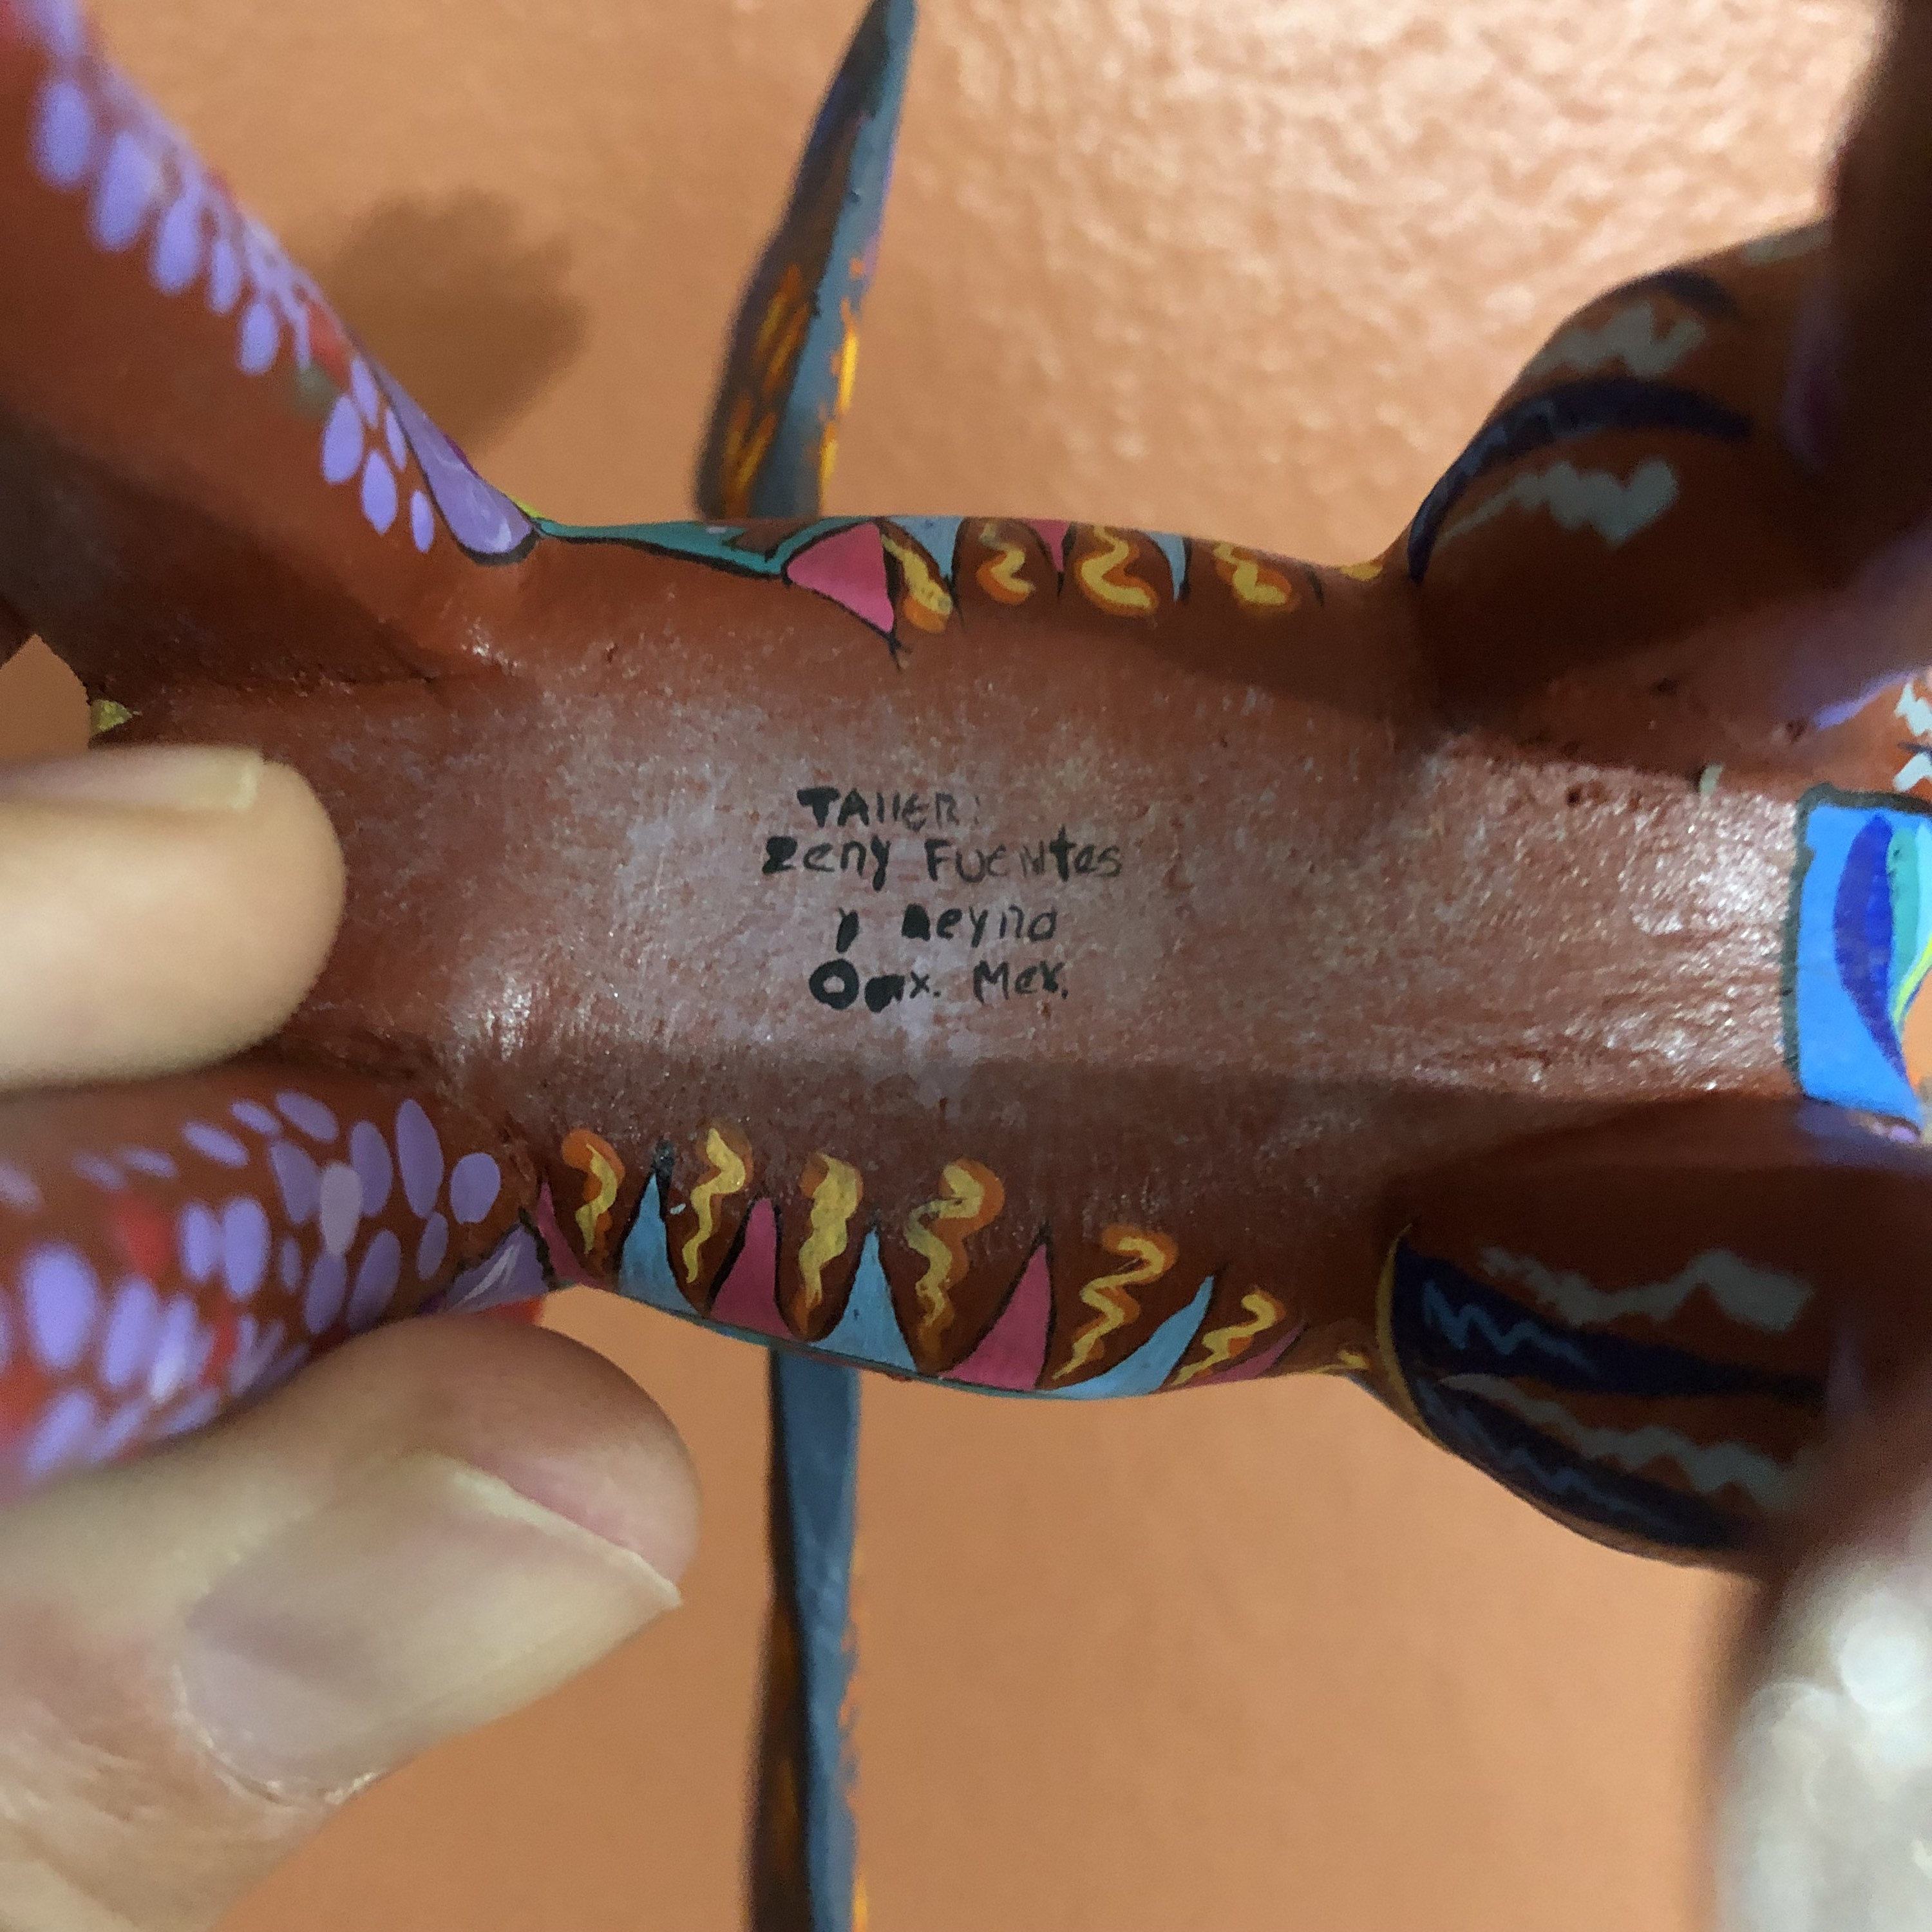 TAllER:
Zeny FUENtes
y Reyna
Oax. Mex.